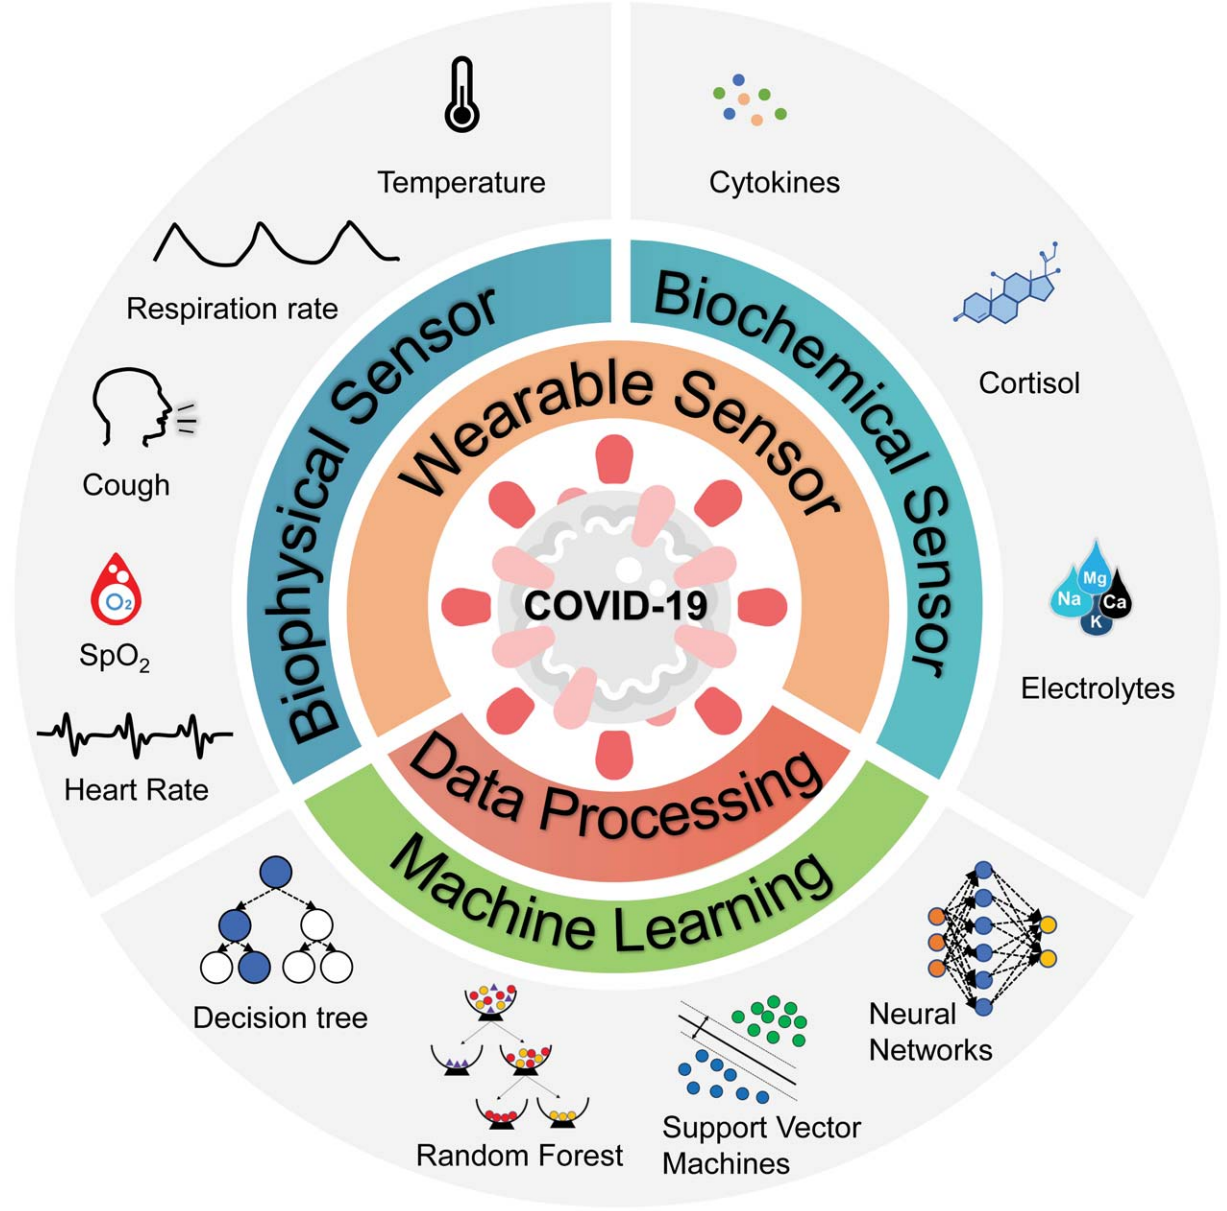 Temperature
Cytokines
Respiration rate
Cortisol
Cough
O2
SpO2
Mg
Na
Ca
K
Electrolytes
Heart Rate
Biophysical Sensor
Biochemical Sensor
Wearable Sensor
COVID-19
Data Processing
Machine Learning
Decision tree
Random Forest
Support Vector
Machines
Neural
Networks